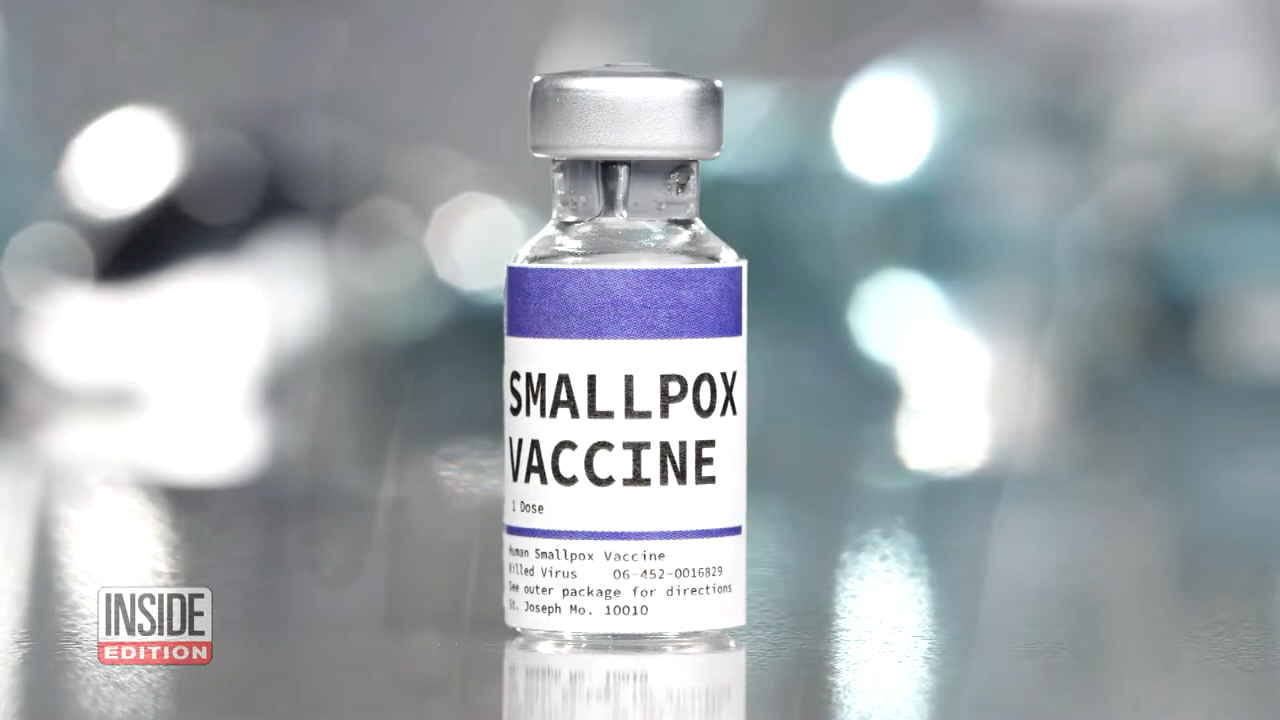 SMALLPOX
VACCINE
1 Dose
Human Smallpox Vaccine
Killed Virus 06-452-0016829
See outer package for directions
St. Joseph Mo. 10010
INSIDE
EDITION